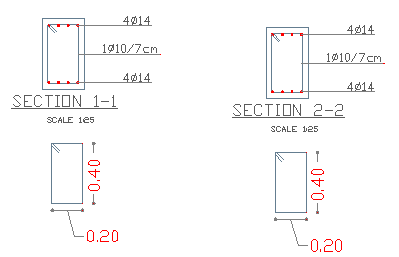 4Ø14
1Ø10/7cm
4Ø14
SECTION 1-1
SCALE 1:25
0.40
0.20
4Ø14
1Ø10/7cm
4Ø14
SECTION 2-2
SCALE 1:25
0.40
0.20